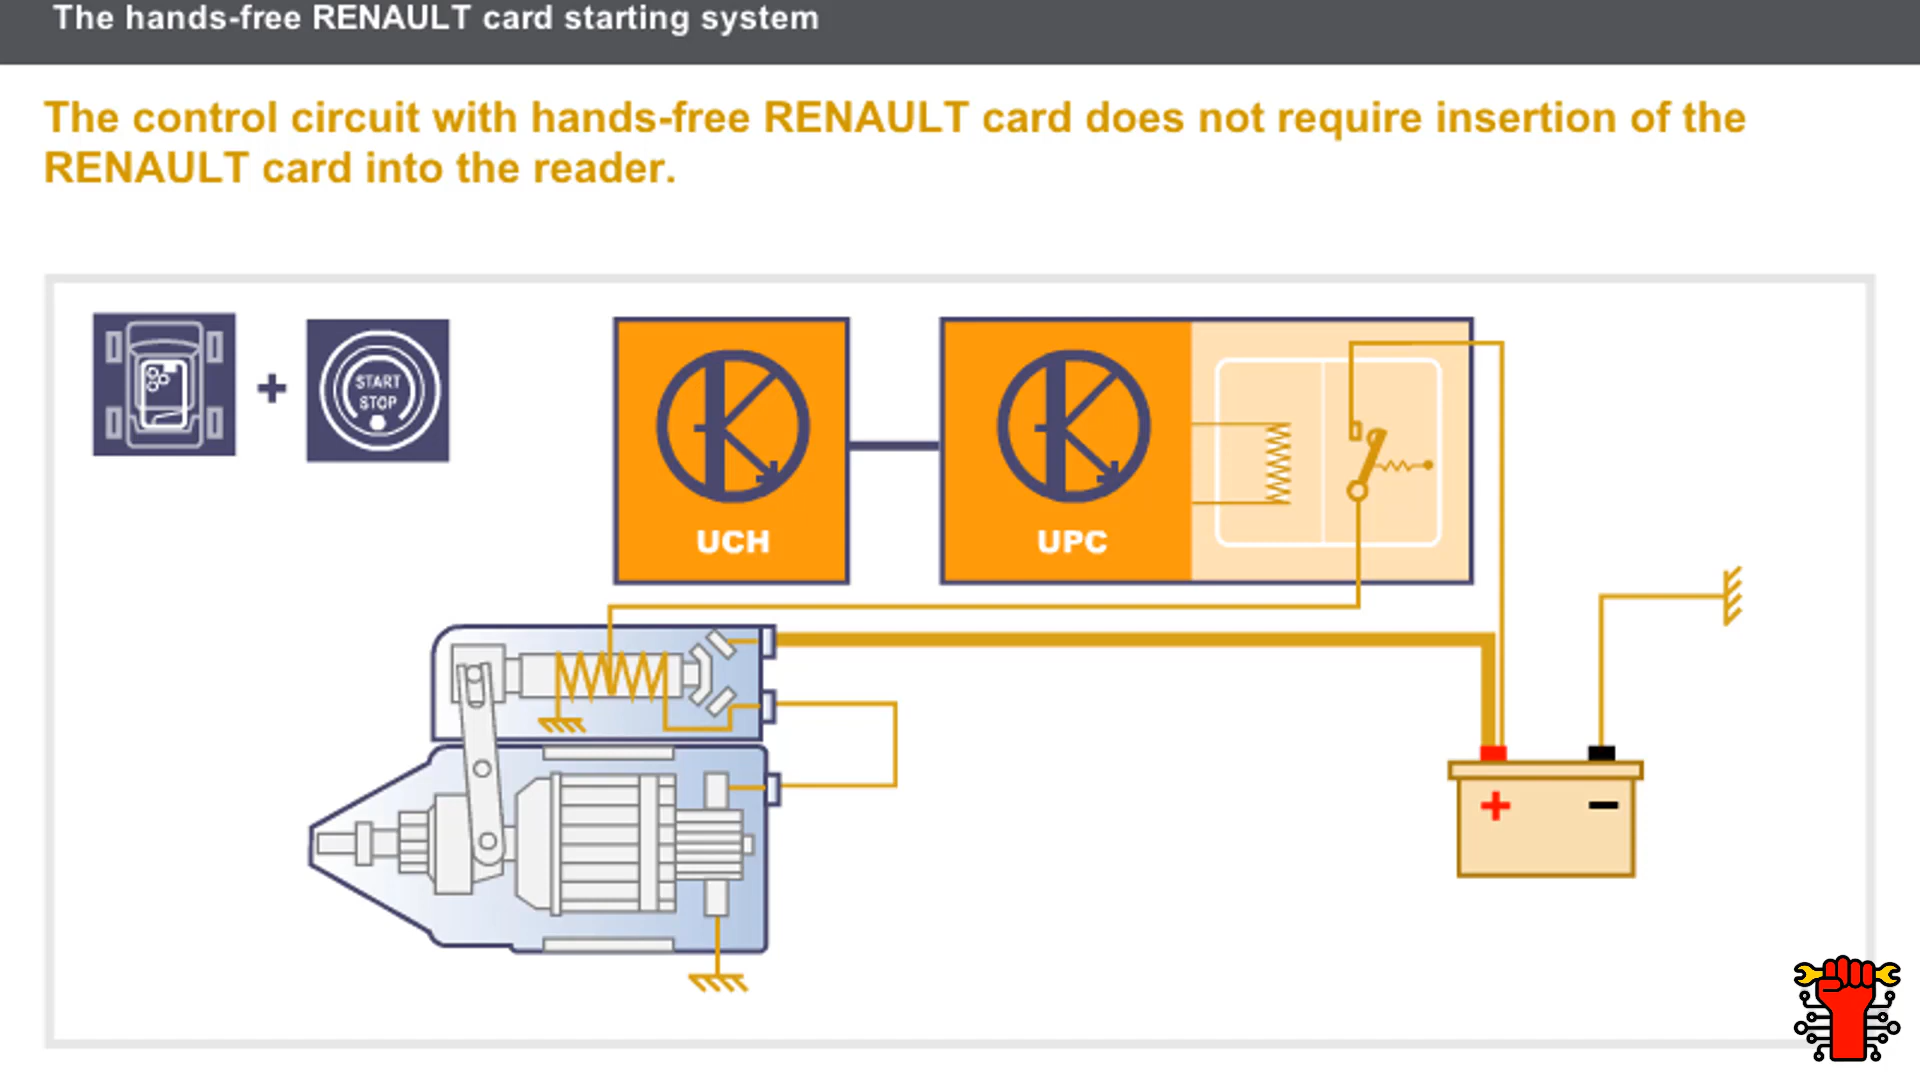 The hands-free RENAULT card starting system
The control circuit with hands-free RENAULT card does not require insertion of the
RENAULT card into the reader.
+
START
STOP
UCH
UPC
+ −